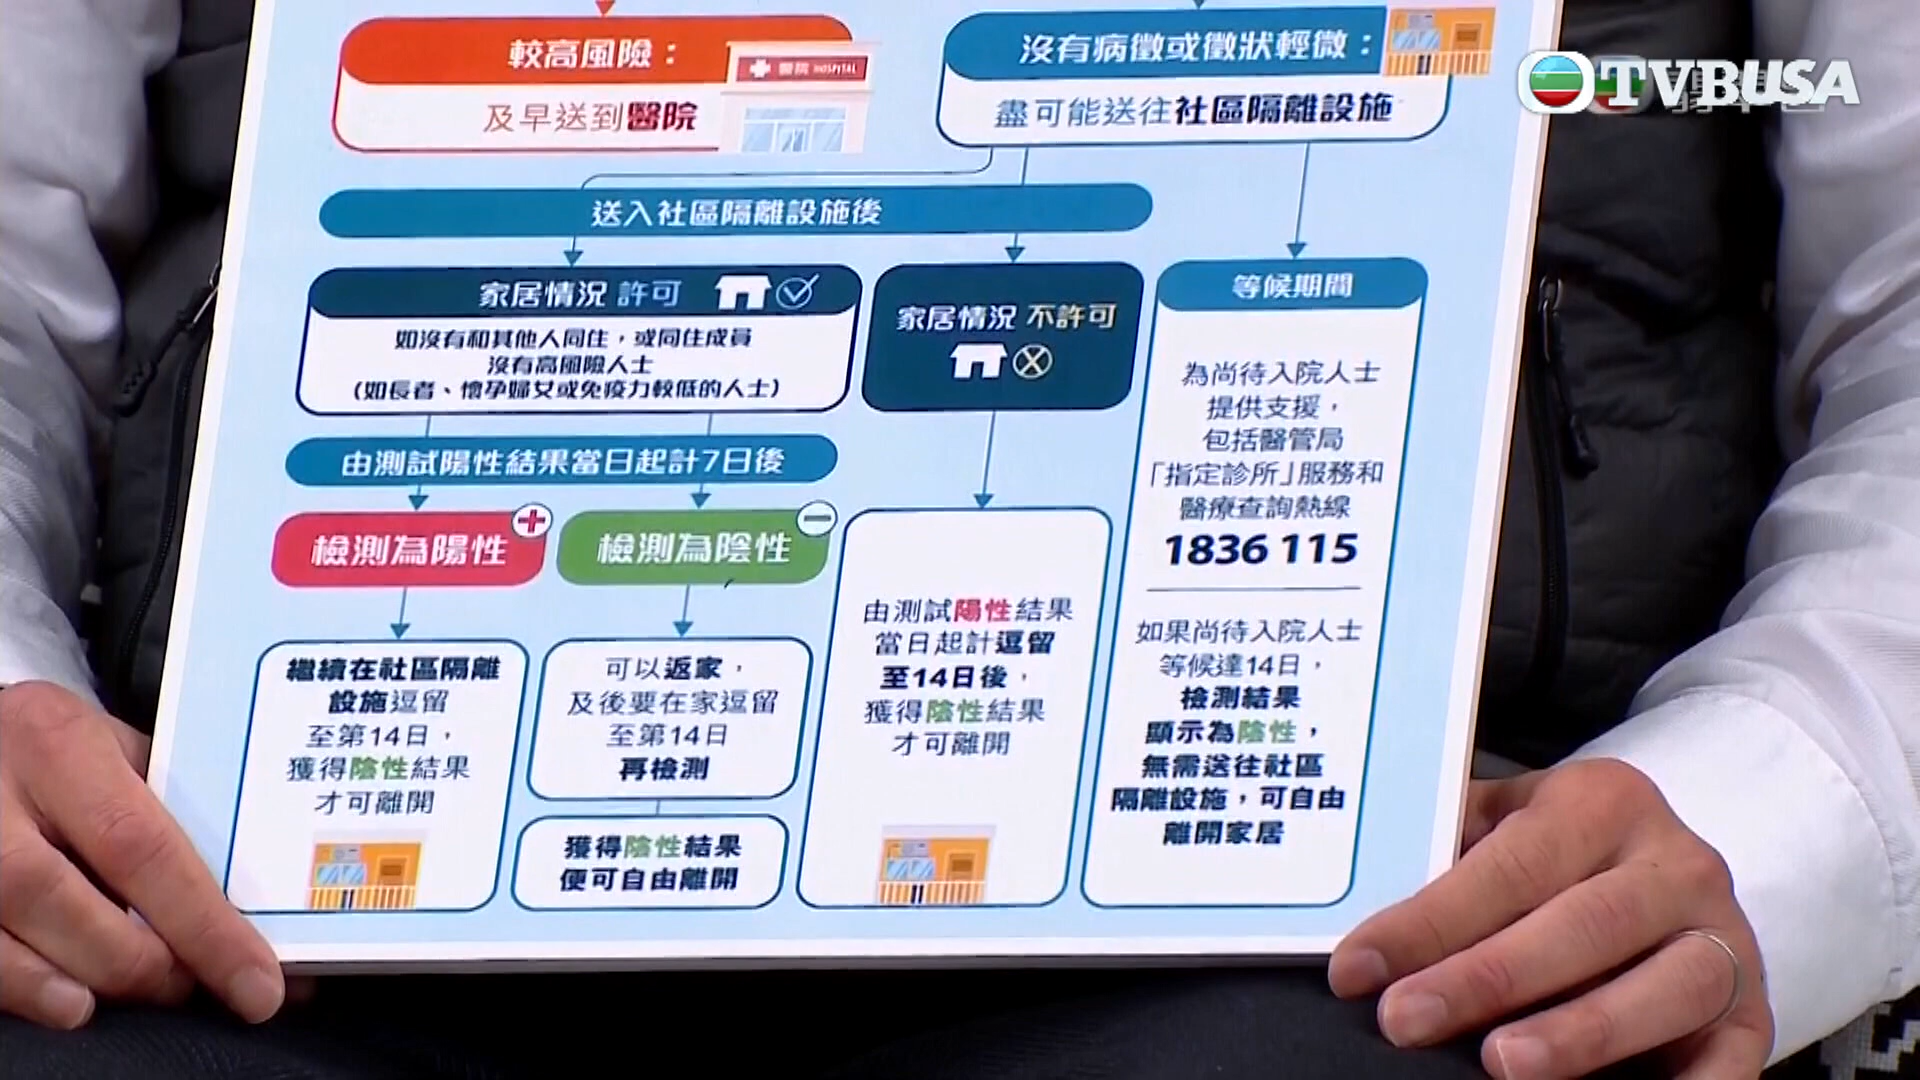 較高風險：
醫院 HOSPITAL
及早送到醫院
沒有病徵或徵狀輕微：
盡可能送往社區隔離設施
TVBUSA
送入社區隔離設施後
家居情況 許可
如沒有和其他人同住，或同住成員
沒有高風險人士
（如長者、懷孕婦女或免疫力較低的人士）
家居情況 不許可
由測試陽性結果當日起計7日後
檢測為陽性
檢測為陰性
繼續在社區隔離
設施逗留
至第14日，
獲得陰性結果
才可離開
可以返家，
及後要在家逗留
至第14日
再檢測
獲得陰性結果
便可自由離開
由測試陽性結果
當日起計逗留
至14日後，
獲得陰性結果
才可離開
等候期間
為尚待入院人士
提供支援，
包括醫管局
「指定診所」服務和
醫療查詢熱線
1836 115
如果尚待入院人士
等候達14日，
檢測結果
顯示為陰性，
無需送往社區
隔離設施，可自由
離開家居